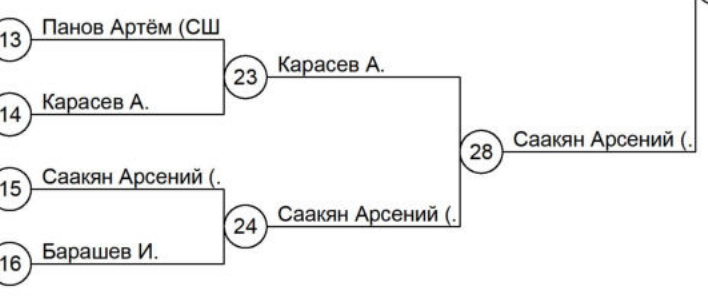 13 Панов Артём (СШ
23 Карасев А.
14 Карасев А.
28 Саакян Арсений (.
15 Саакян Арсений (.
24 Саакян Арсений (.
16 Барашев И.